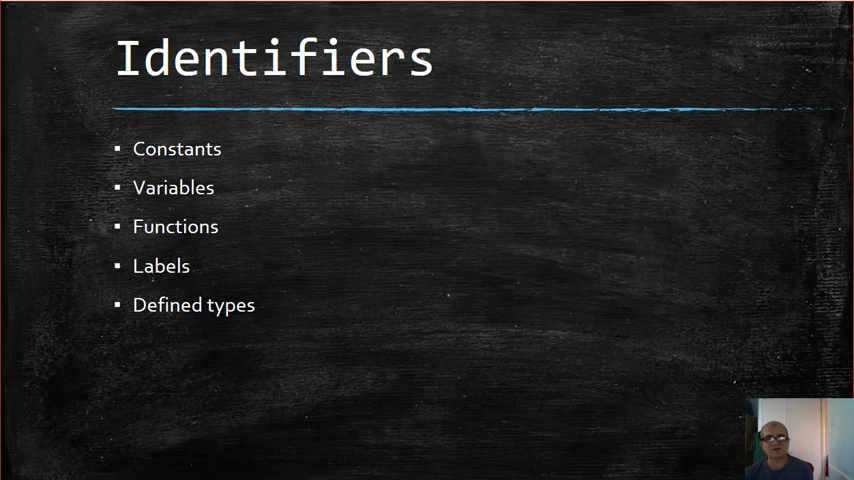 Identifiers
▪ Constants
▪ Variables
▪ Functions
▪ Labels
▪ Defined types